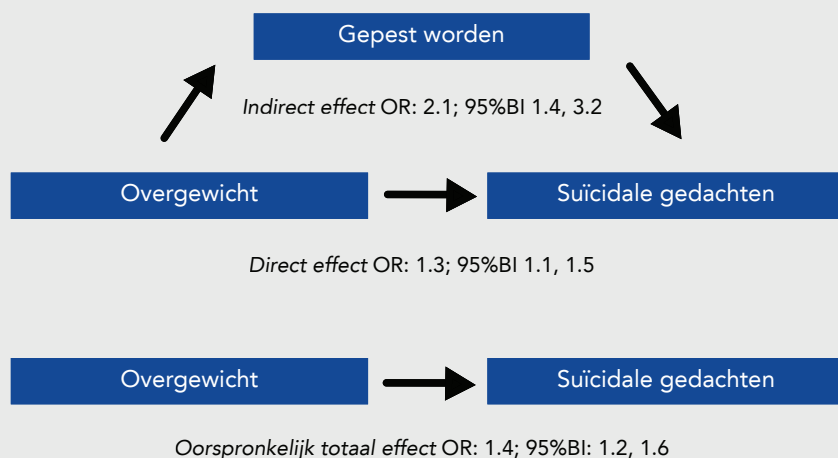 Gepest worden
Indirect effect OR: 2.1; 95%BI 1.4, 3.2
Overgewicht
Suïcidale gedachten
Direct effect OR: 1.3; 95%BI 1.1, 1.5
Overgewicht
Suïcidale gedachten
Oorspronkelijk totaal effect OR: 1.4; 95%BI: 1.2, 1.6